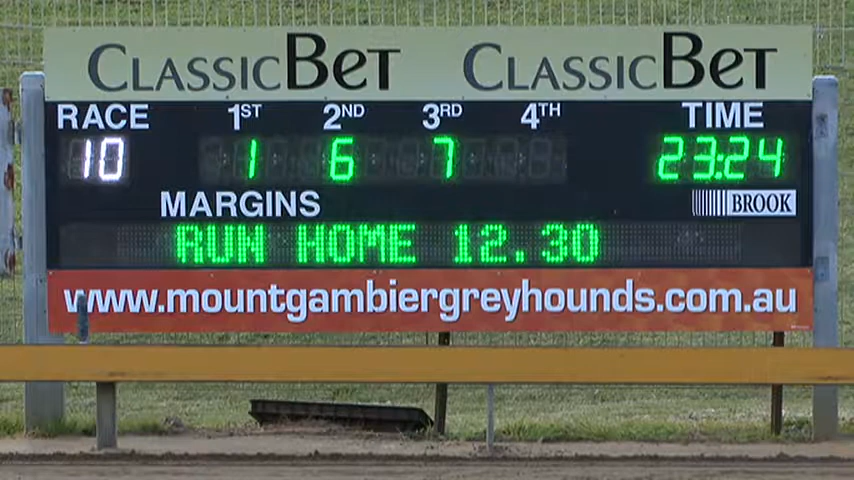 CLASSICBET CLASSICBET
RACE 1ST 2ND 3RD 4TH TIME
10 1 6 7 23:24
MARGINS BROOK
RUN HOME 12.30
www.mountgambiergreyhounds.com.au